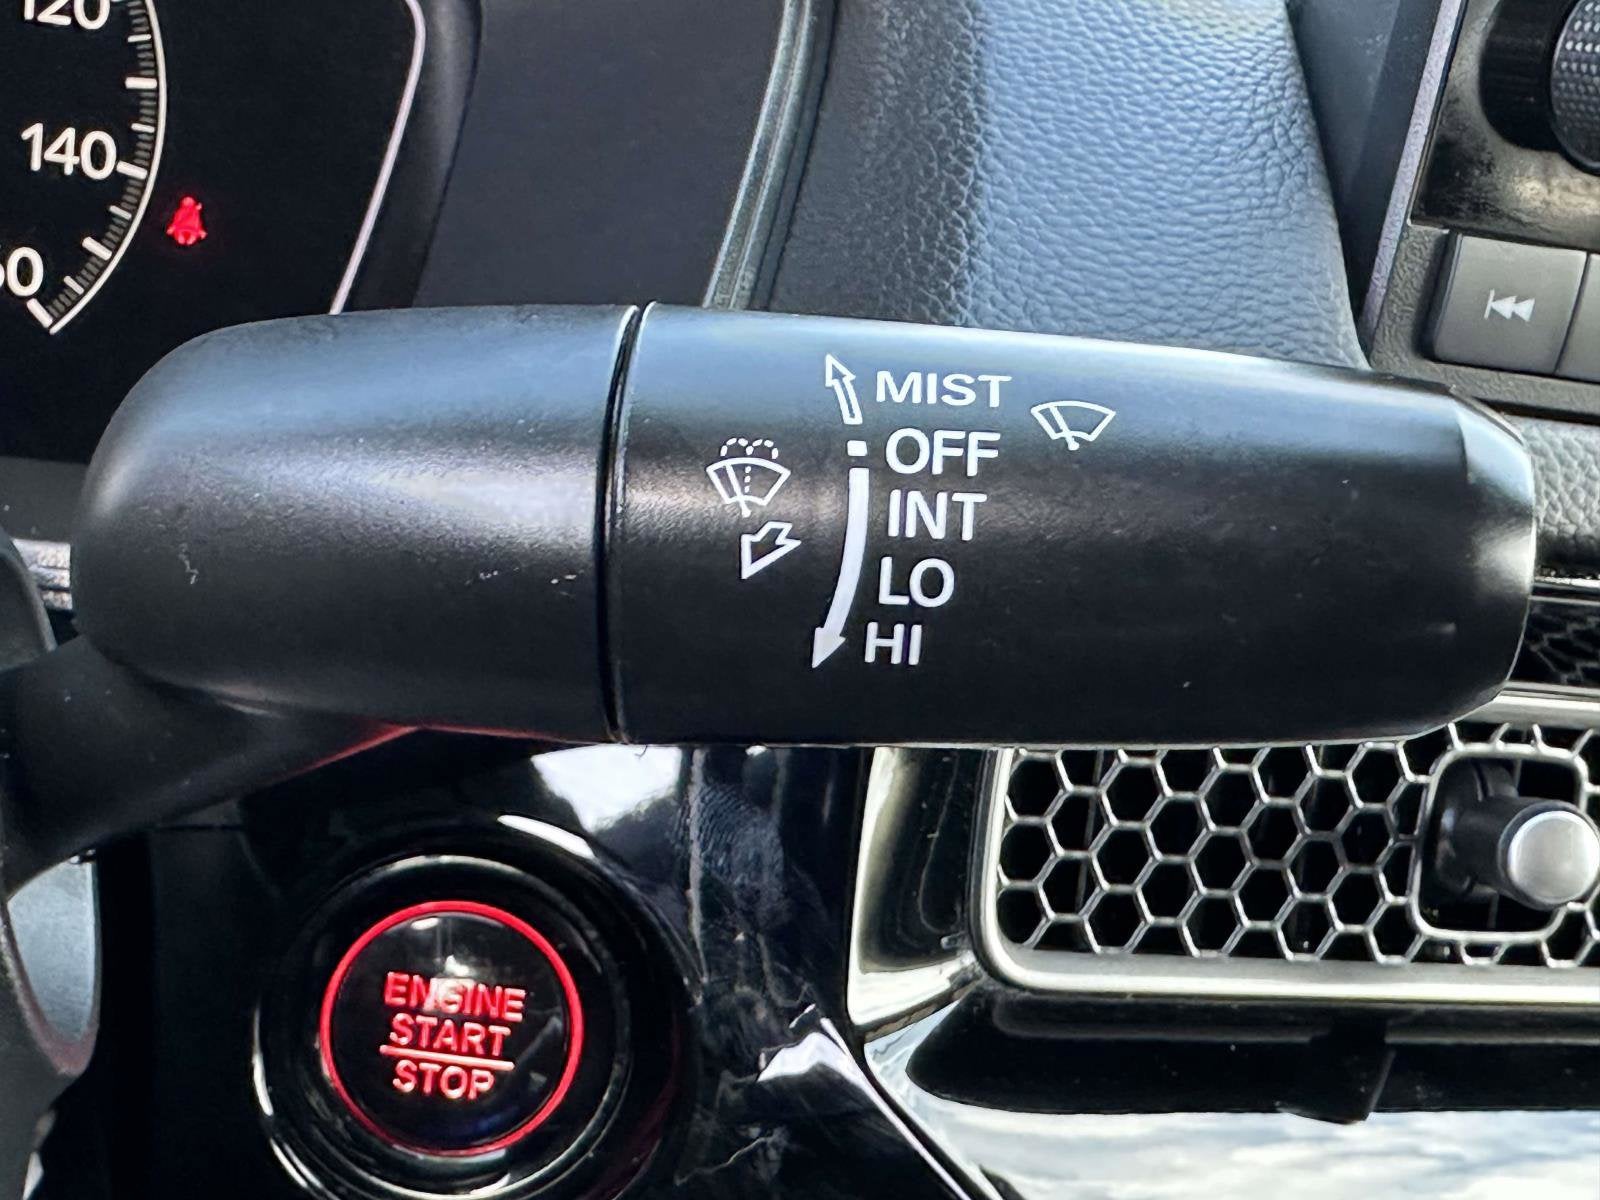 120
140
MIST
OFF
INT
LO
HI
ENGINE
START
STOP